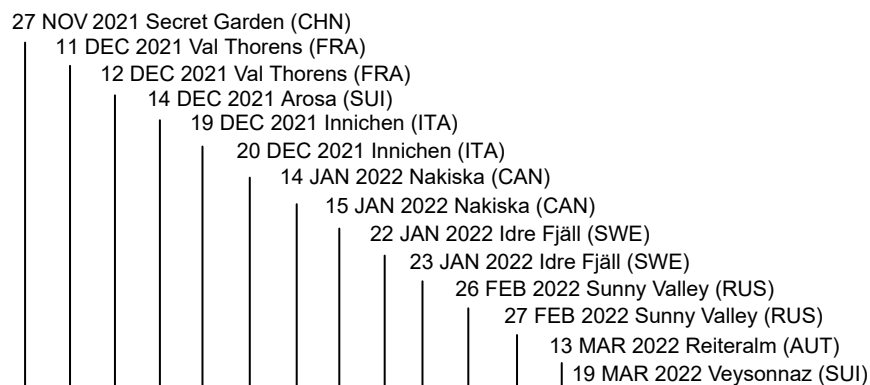 27 NOV 2021 Secret Garden (CHN)
11 DEC 2021 Val Thorens (FRA)
12 DEC 2021 Val Thorens (FRA)
14 DEC 2021 Arosa (SUI)
19 DEC 2021 Innichen (ITA)
20 DEC 2021 Innichen (ITA)
14 JAN 2022 Nakiska (CAN)
15 JAN 2022 Nakiska (CAN)
22 JAN 2022 Idre Fjäll (SWE)
23 JAN 2022 Idre Fjäll (SWE)
26 FEB 2022 Sunny Valley (RUS)
27 FEB 2022 Sunny Valley (RUS)
13 MAR 2022 Reiteralm (AUT)
19 MAR 2022 Veysonnaz (SUI)